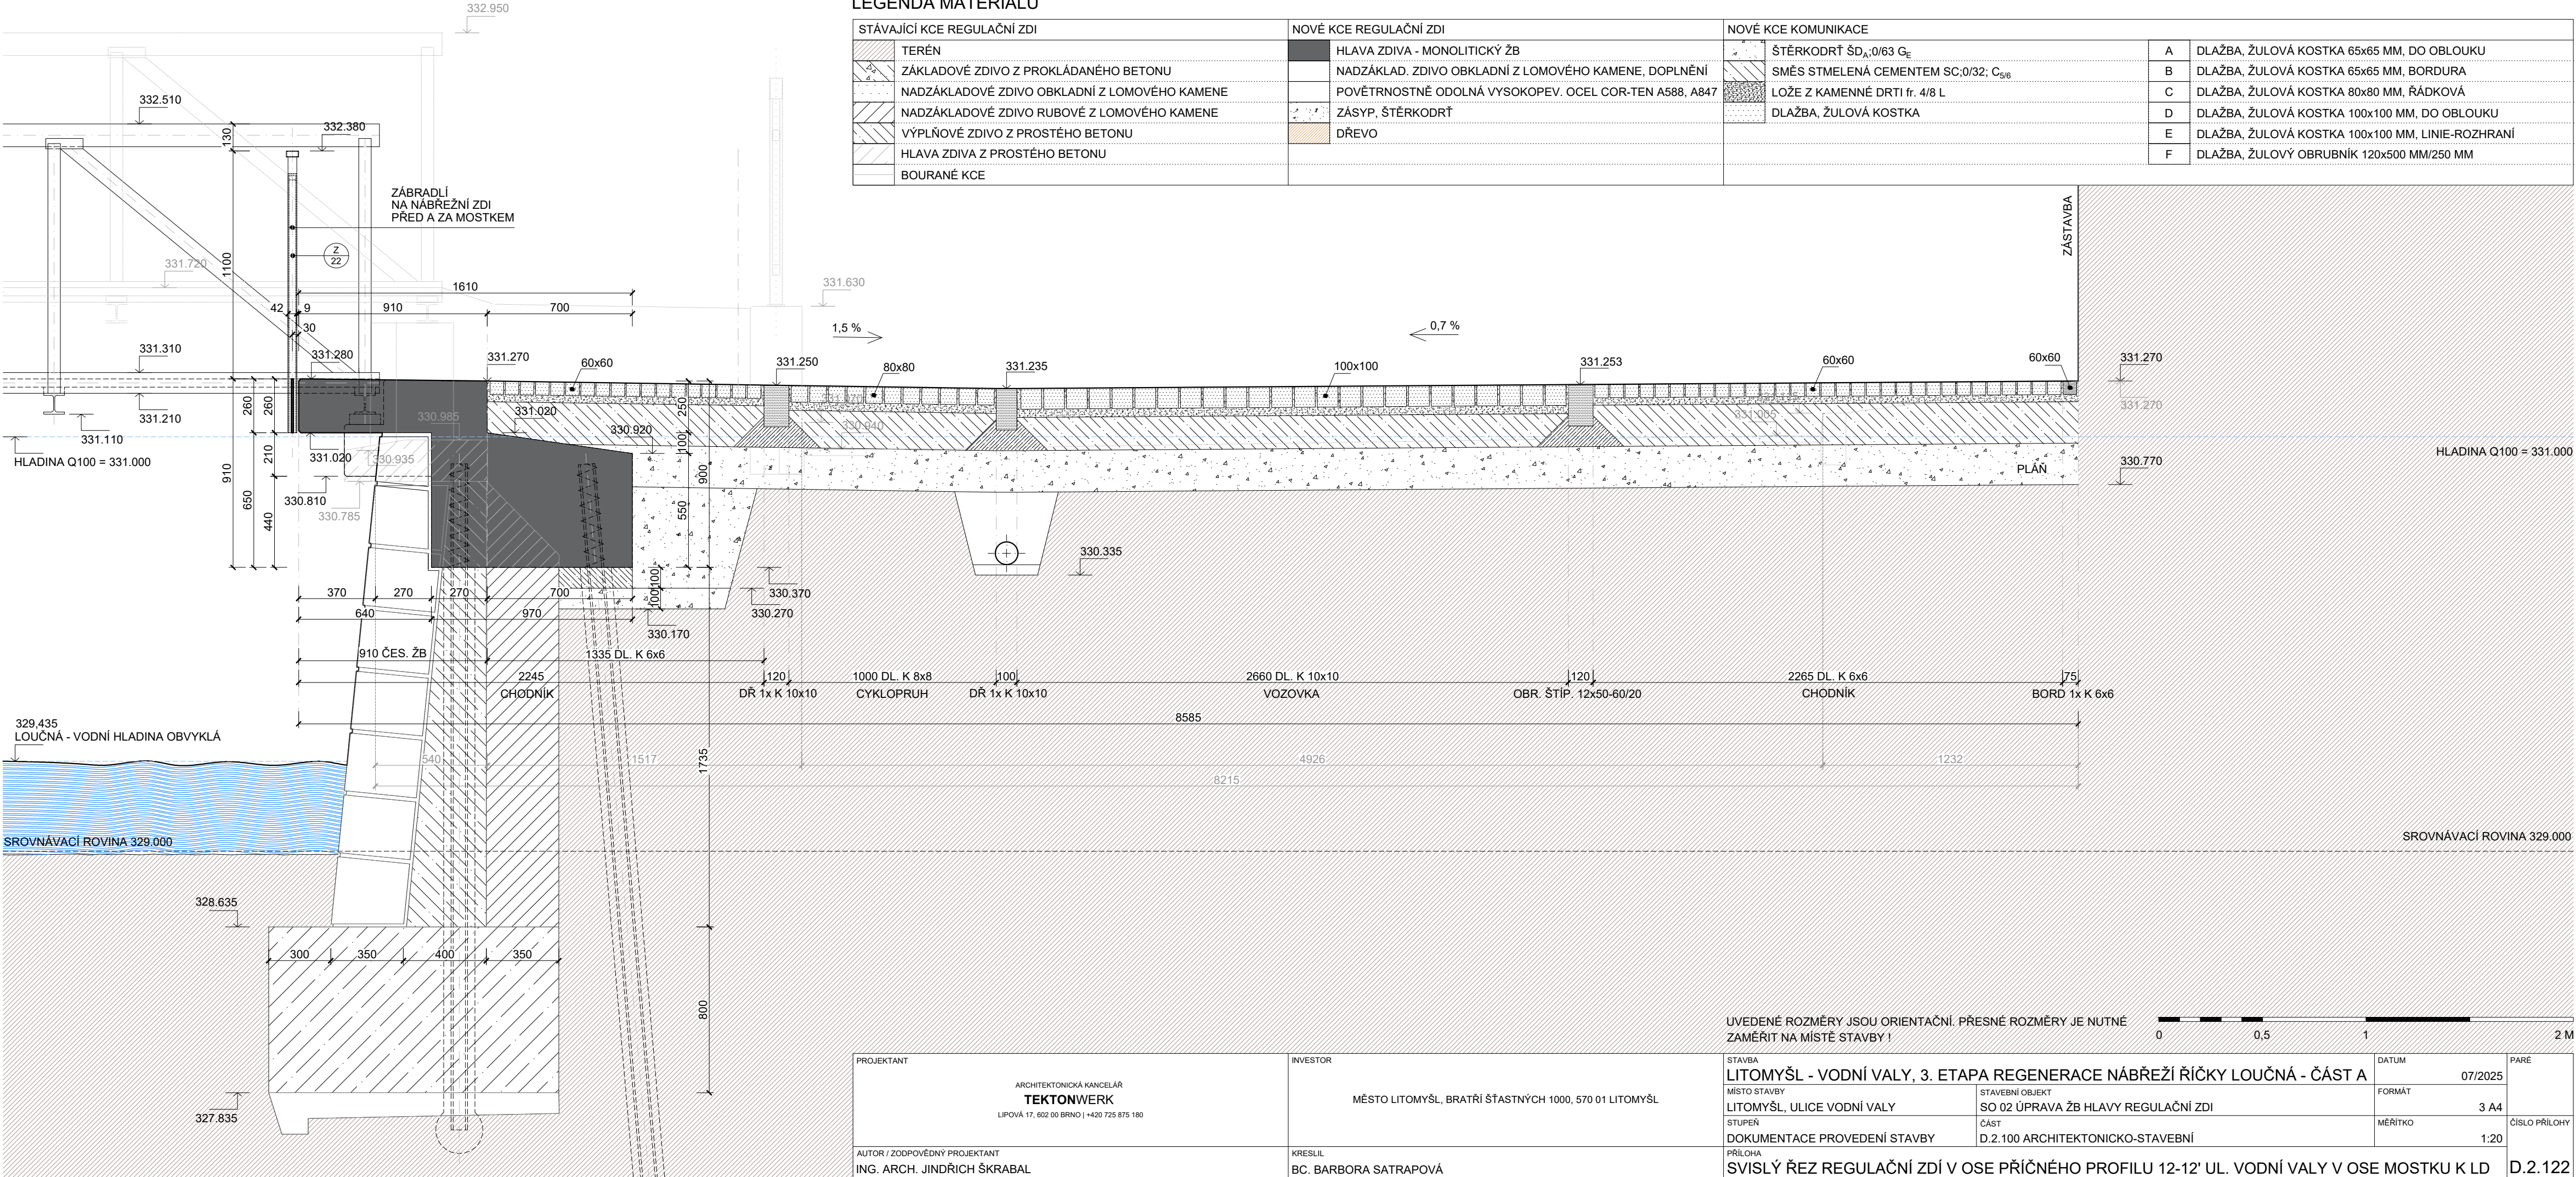 LEGENDA MATERIÁLŮ
STÁVAJÍCÍ KCE REGULAČNÍ ZDI
TERÉN
ZÁKLADOVÉ ZDIVO Z PROKLÁDANÉHO BETONU
NADZÁKLADOVÉ ZDIVO OBKLADNÍ Z LOMOVÉHO KAMENE
NADZÁKLADOVÉ ZDIVO RUBOVÉ Z LOMOVÉHO KAMENE
VÝPLŇOVÉ ZDIVO Z PROSTÉHO BETONU
HLAVA ZDIVA Z PROSTÉHO BETONU
BOURANÉ KCE
NOVÉ KCE REGULAČNÍ ZDI
HLAVA ZDIVA - MONOLITICKÝ ŽB
NADZÁKLAD. ZDIVO OBKLADNÍ Z LOMOVÉHO KAMENE, DOPLNĚNÍ
POVĚTRNOSTNĚ ODOLNÁ VYSOKOPEV. OCEL COR-TEN A588, A847
ZÁSYP, ŠTĚRKODRŤ
DŘEVO
NOVÉ KCE KOMUNIKACE
ŠTĚRKODRŤ ŠDA;0/63 GE
SMĚS STMELENÁ CEMENTEM SC;0/32; C5/6
LOŽE Z KAMENNÉ DRTI fr. 4/8 L
DLAŽBA, ŽULOVÁ KOSTKA
A DLAŽBA, ŽULOVÁ KOSTKA 65x65 MM, DO OBLOUKU
B DLAŽBA, ŽULOVÁ KOSTKA 65x65 MM, BORDURA
C DLAŽBA, ŽULOVÁ KOSTKA 80x80 MM, ŘÁDKOVÁ
D DLAŽBA, ŽULOVÁ KOSTKA 100x100 MM, DO OBLOUKU
E DLAŽBA, ŽULOVÁ KOSTKA 100x100 MM, LINIE-ROZHRANÍ
F DLAŽBA, ŽULOVÝ OBRUBNÍK 120x500 MM/250 MM
332.950
332.510
130
332.380
ZÁBRADLÍ
NA NÁBŘEŽNÍ ZDI
PŘED A ZA MOSTKEM
Z
22
1100
331.720
331.630
ZÁSTAVBA
1610
42 9 910 700
30
1,5 %
0,7 %
331.310
331.280
331.270
60x60
331.250
80x80
331.235
100x100
331.253
60x60
60x60
331.270
331.210
260
260
250
330.985
331.020
331.070
331.005
331.270
331.110
330.920
100
330.940
HLADINA Q100 = 331.000
331.020
330.935
210
900
HLADINA Q100 = 331.000
PLÁŇ
330.770
910
650
330.810
330.785
440
550
330.335
100
100
330.370
370 270 270 700
330.270
640 970
330.170
910 ČES. ŽB
1335 DL. K 6x6
2245
120
1000 DL. K 8x8
100
2660 DL. K 10x10
120
2265 DL. K 6x6
75
CHODNÍK
DŘ 1x K 10x10
CYKLOPRUH
DŘ 1x K 10x10
VOZOVKA
OBR. ŠTÍP. 12x50-60/20
CHODNÍK
BORD 1x K 6x6
8585
329,435
LOUČNÁ - VODNÍ HLADINA OBVYKLÁ
540
1517
4926
1232
1735
8215
SROVNÁVACÍ ROVINA 329.000
SROVNÁVACÍ ROVINA 329.000
328.635
300 350 400 350
800
327.835
UVEDENÉ ROZMĚRY JSOU ORIENTAČNÍ. PŘESNÉ ROZMĚRY JE NUTNÉ
ZAMĚŘIT NA MÍSTĚ STAVBY !
0 0,5 1 2 M
PROJEKTANT
ARCHITEKTONICKÁ KANCELÁŘ
TEKTONWERK
LIPOVÁ 17, 602 00 BRNO | +420 725 875 180
INVESTOR
MĚSTO LITOMYŠL, BRATŘÍ ŠŤASTNÝCH 1000, 570 01 LITOMYŠL
AUTOR / ZODPOVĚDNÝ PROJEKTANT
ING. ARCH. JINDŘICH ŠKRABAL
KRESLIL
BC. BARBORA SATRAPOVÁ
STAVBA
LITOMYŠL - VODNÍ VALY, 3. ETAPA REGENERACE NÁBŘEŽÍ ŘÍČKY LOUČNÁ - ČÁST A
DATUM
07/2025
PARÉ
MÍSTO STAVBY
LITOMYŠL, ULICE VODNÍ VALY
STAVEBNÍ OBJEKT
SO 02 ÚPRAVA ŽB HLAVY REGULAČNÍ ZDI
FORMÁT
3 A4
STUPEŇ
DOKUMENTACE PROVEDENÍ STAVBY
ČÁST
D.2.100 ARCHITEKTONICKO-STAVEBNÍ
MĚŘÍTKO
1:20
ČÍSLO PŘÍLOHY
PŘÍLOHA
SVISLÝ ŘEZ REGULAČNÍ ZDÍ V OSE PŘÍČNÉHO PROFILU 12-12' UL. VODNÍ VALY V OSE MOSTKU K LD
D.2.122